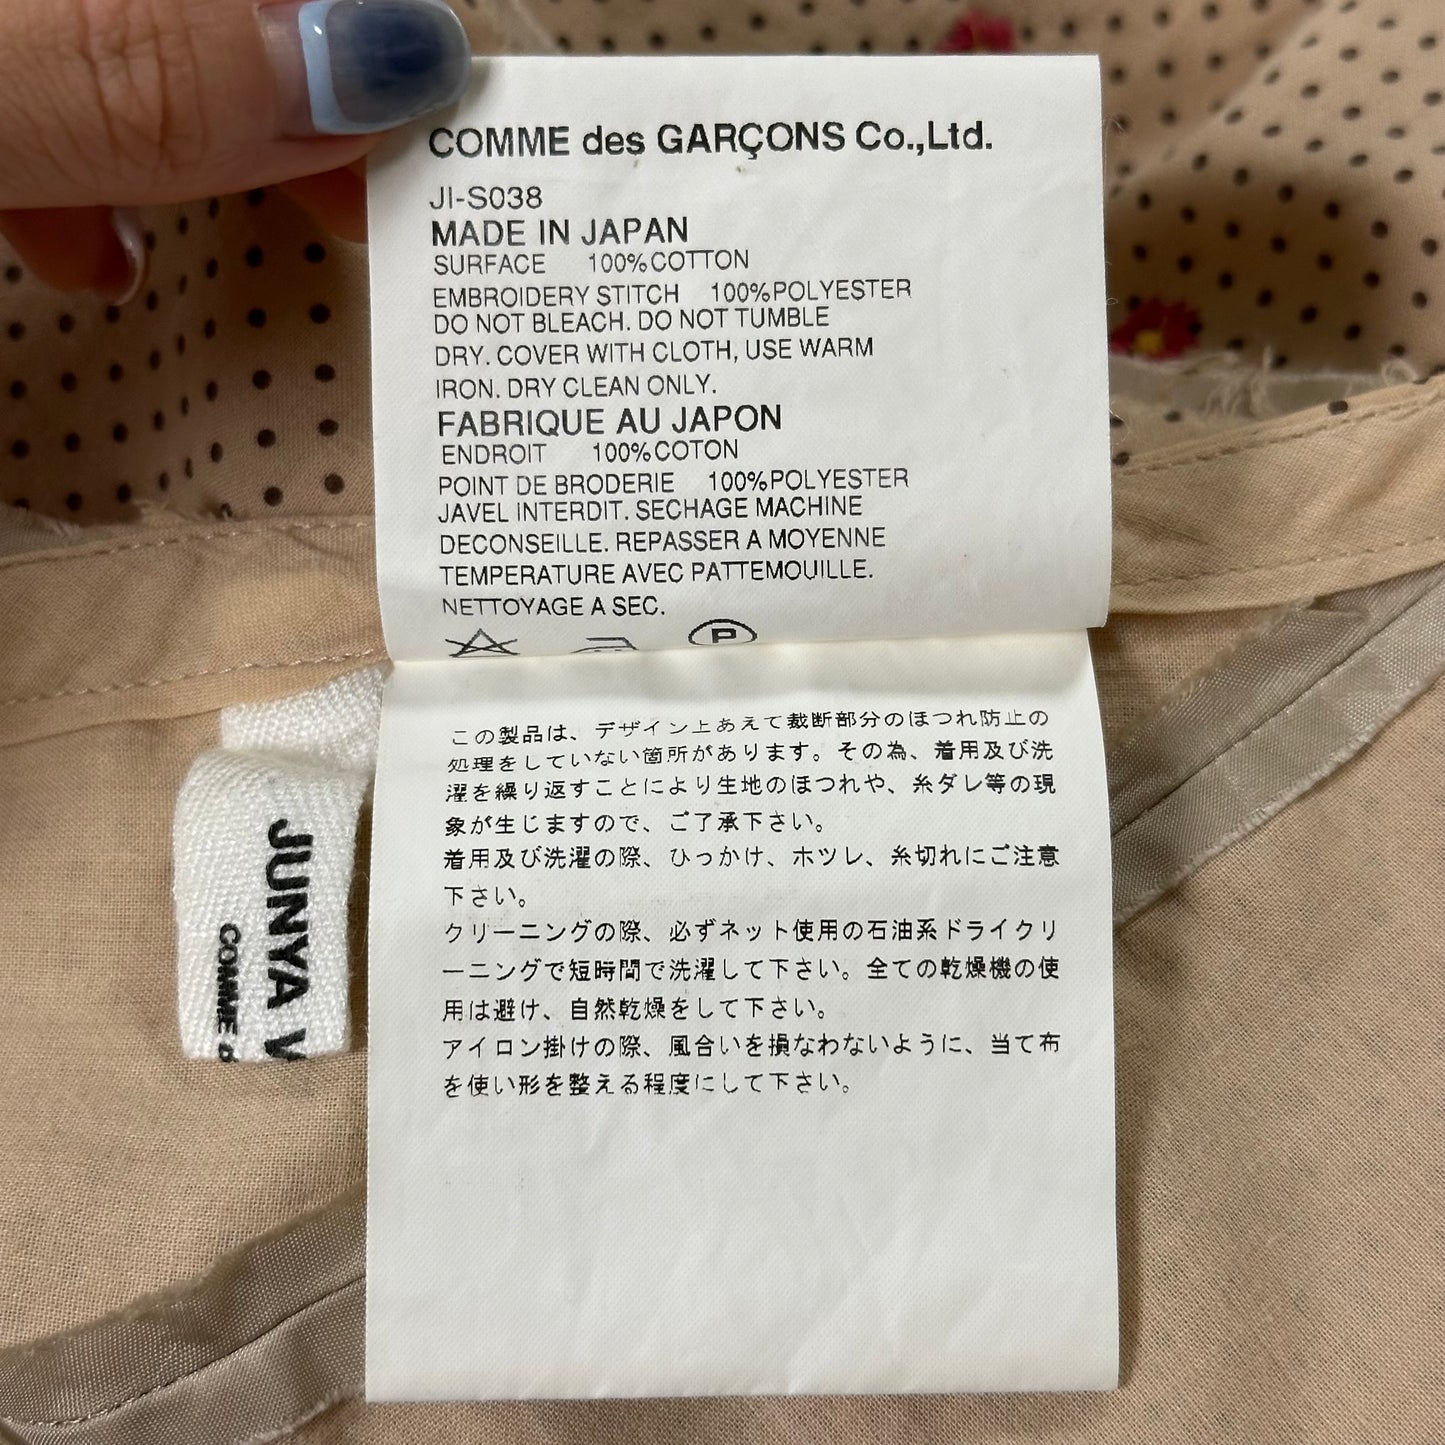 COMME des GARÇONS Co.,Ltd.
JI-S038
MADE IN JAPAN
SURFACE 100%COTTON
EMBROIDERY STITCH 100%POLYESTER
DO NOT BLEACH. DO NOT TUMBLE
DRY. COVER WITH CLOTH, USE WARM
IRON. DRY CLEAN ONLY.
FABRIQUE AU JAPON
ENDROIT 100%COTON
POINT DE BRODERIE 100%POLYESTER
JAVEL INTERDIT. SECHAGE MACHINE
DECONSEILLE. REPASSER A MOYENNE
TEMPERATURE AVEC PATTEMOUILLE.
NETTOYAGE A SEC.
P
この製品は、デザイン上あえて裁断部分のほつれ防止の
処理をしていない箇所があります。その為、着用及び洗
濯を繰り返すことにより生地のほつれや、糸ダレ等の現
象が生じますので、ご了承下さい。
着用及び洗濯の際、ひっかけ、ホツレ、糸切れにご注意
下さい。
クリーニングの際、必ずネット使用の石油系ドライクリ
ーニングで短時間で洗濯して下さい。全ての乾燥機の使
用は避け、自然乾燥をして下さい。
アイロン掛けの際、風合いを損なわないように、当て布
を使い形を整える程度にして下さい。
JUNYA
COMME